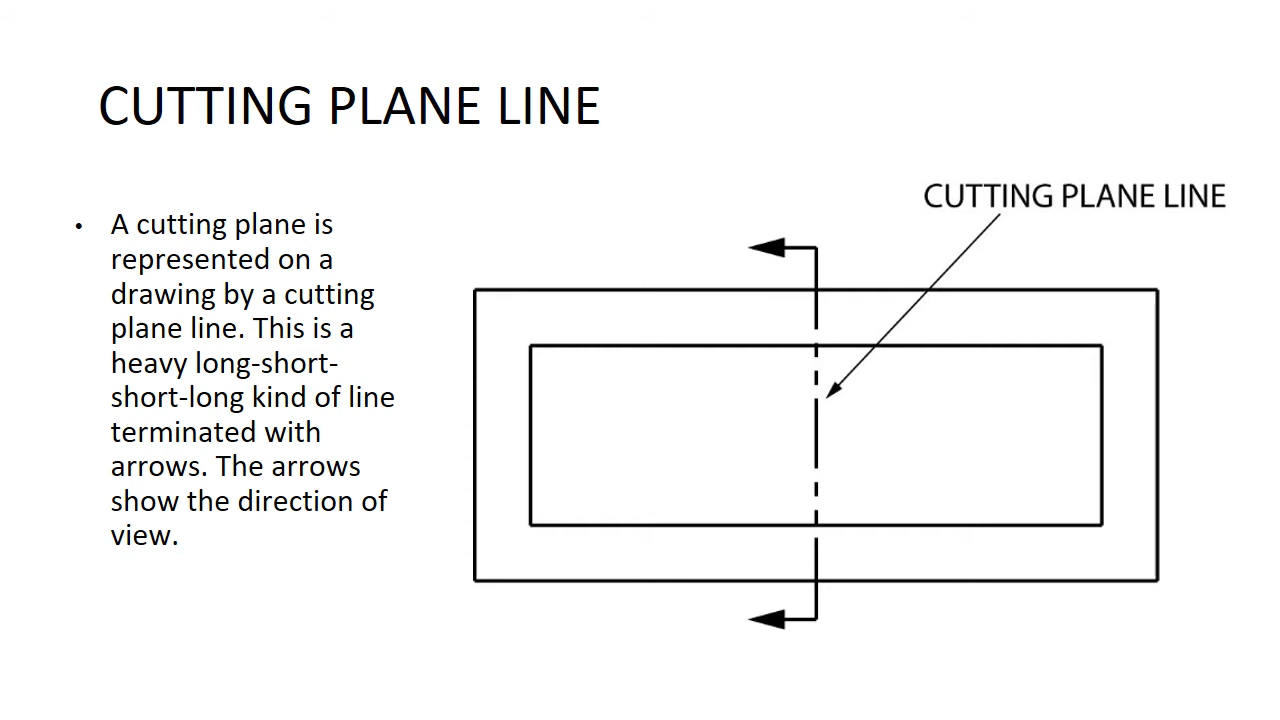 CUTTING PLANE LINE
CUTTING PLANE LINE
• A cutting plane is
represented on a
drawing by a cutting
plane line. This is a
heavy long-short-
short-long kind of line
terminated with
arrows. The arrows
show the direction of
view.